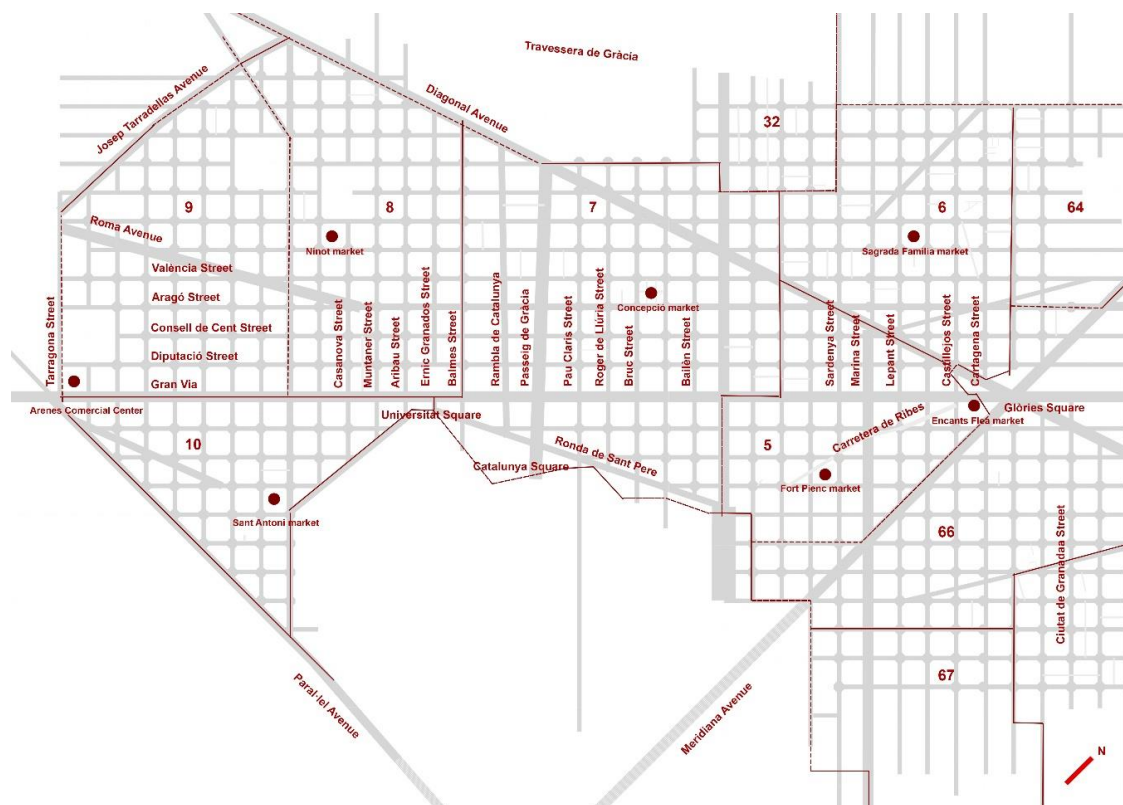 Travessera de Gràcia
Diagonal Avenue
Josep Tarradellas Avenue
32
9
8
7
6
64
Roma Avenue
Ninot market
Sagrada Família market
València Street
Aragó Street
Consell de Cent Street
Diputació Street
Gran Via
Tarragona Street
Casanova Street
Muntaner Street
Aribau Street
Enric Granados Street
Balmes Street
Rambla de Catalunya
Passeig de Gràcia
Pau Claris Street
Roger de Llúria Street
Bruc Street
Concepció market
Bailèn Street
Sardenya Street
Marina Street
Lepant Street
Castillejos Street
Cartagena Street
Arenes Comercial Center
Universitat Square
Encants Flea market
Glòries Square
Carretera de Ribes
10
5
Ronda de Sant Pere
Catalunya Square
Fort Pienc market
Sant Antoni market
66
Ciutat de Granadaa Street
67
Paral·lel Avenue
Meridiana Avenue
N